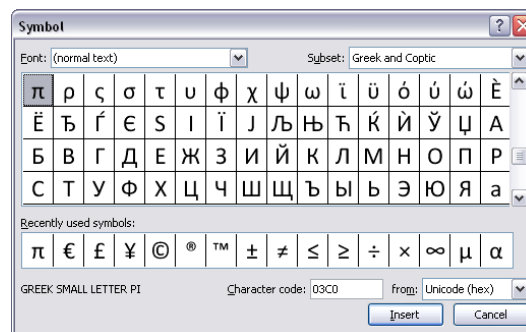 Symbol
Font: (normal text) Subset: Greek and Coptic
π ρ ς σ τ υ φ χ ψ ω ϊ ϋ ό ύ ώ Ѐ
Ё Ђ Ѓ Є Ѕ І Ї Ј Љ Њ Ћ Ќ Ѝ Ў Џ А
Б В Г Д Е Ж З И Й К Л М Н О П Р
С Т У Ф Х Ц Ч Ш Щ Ъ Ы Ь Э Ю Я а
Recently used symbols:
π € £ ¥ © ® ™ ± ≠ ≤ ≥ ÷ × ∞ µ α
GREEK SMALL LETTER PI Character code: 03C0 from: Unicode (hex)
Insert Cancel